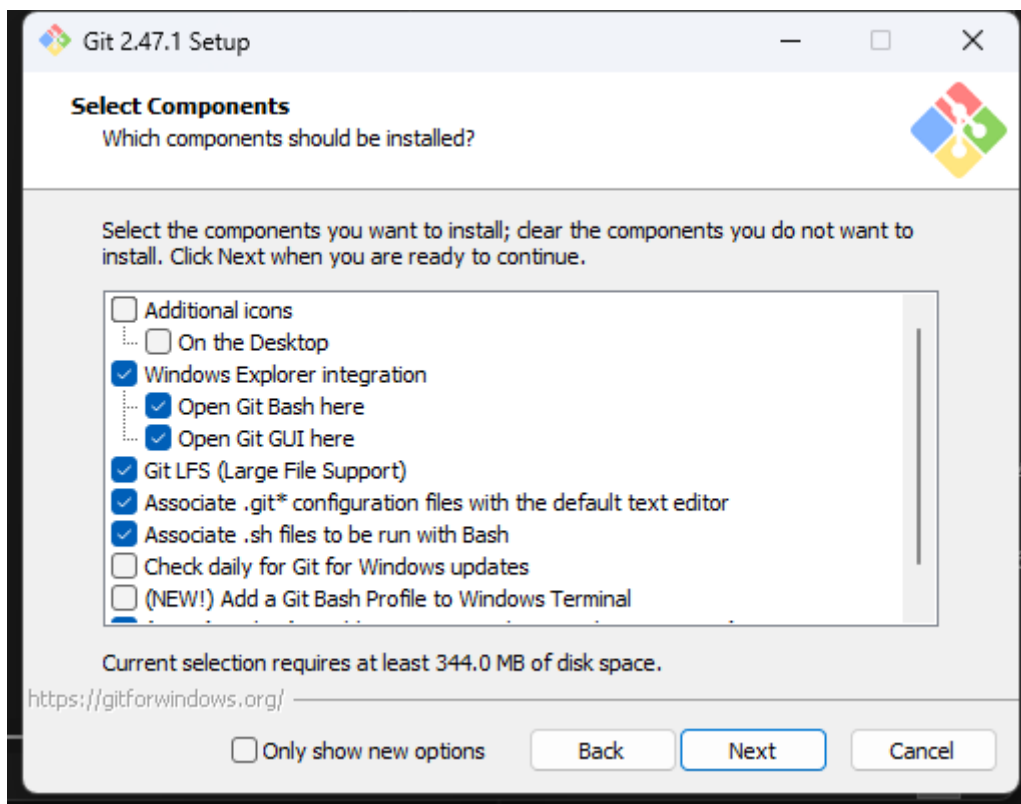 Git 2.47.1 Setup
Select Components
Which components should be installed?
Select the components you want to install; clear the components you do not want to
install. Click Next when you are ready to continue.
Additional icons
On the Desktop
Windows Explorer integration
Open Git Bash here
Open Git GUI here
Git LFS (Large File Support)
Associate .git* configuration files with the default text editor
Associate .sh files to be run with Bash
Check daily for Git for Windows updates
(NEW!) Add a Git Bash Profile to Windows Terminal
Current selection requires at least 344.0 MB of disk space.
https://gitforwindows.org/
Only show new options
Back
Next
Cancel